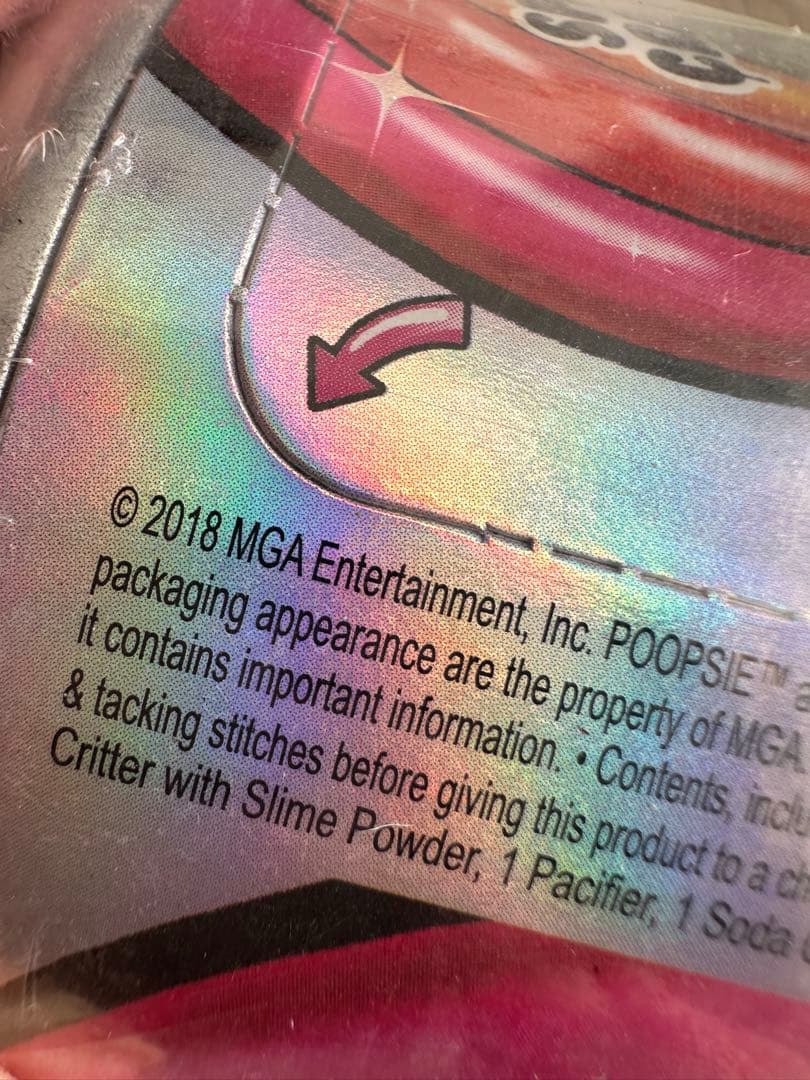 © 2018 MGA Entertainment, Inc. POOPSIE™
packaging appearance are the property of MGA.
it contains important information. • Contents,
& tacking stitches before giving this product to a
Critter with Slime Powder, 1 Pacifier, 1 Soda